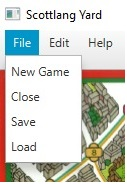 Scottlang Yard
File Edit Help
New Game
Close
Save
Load